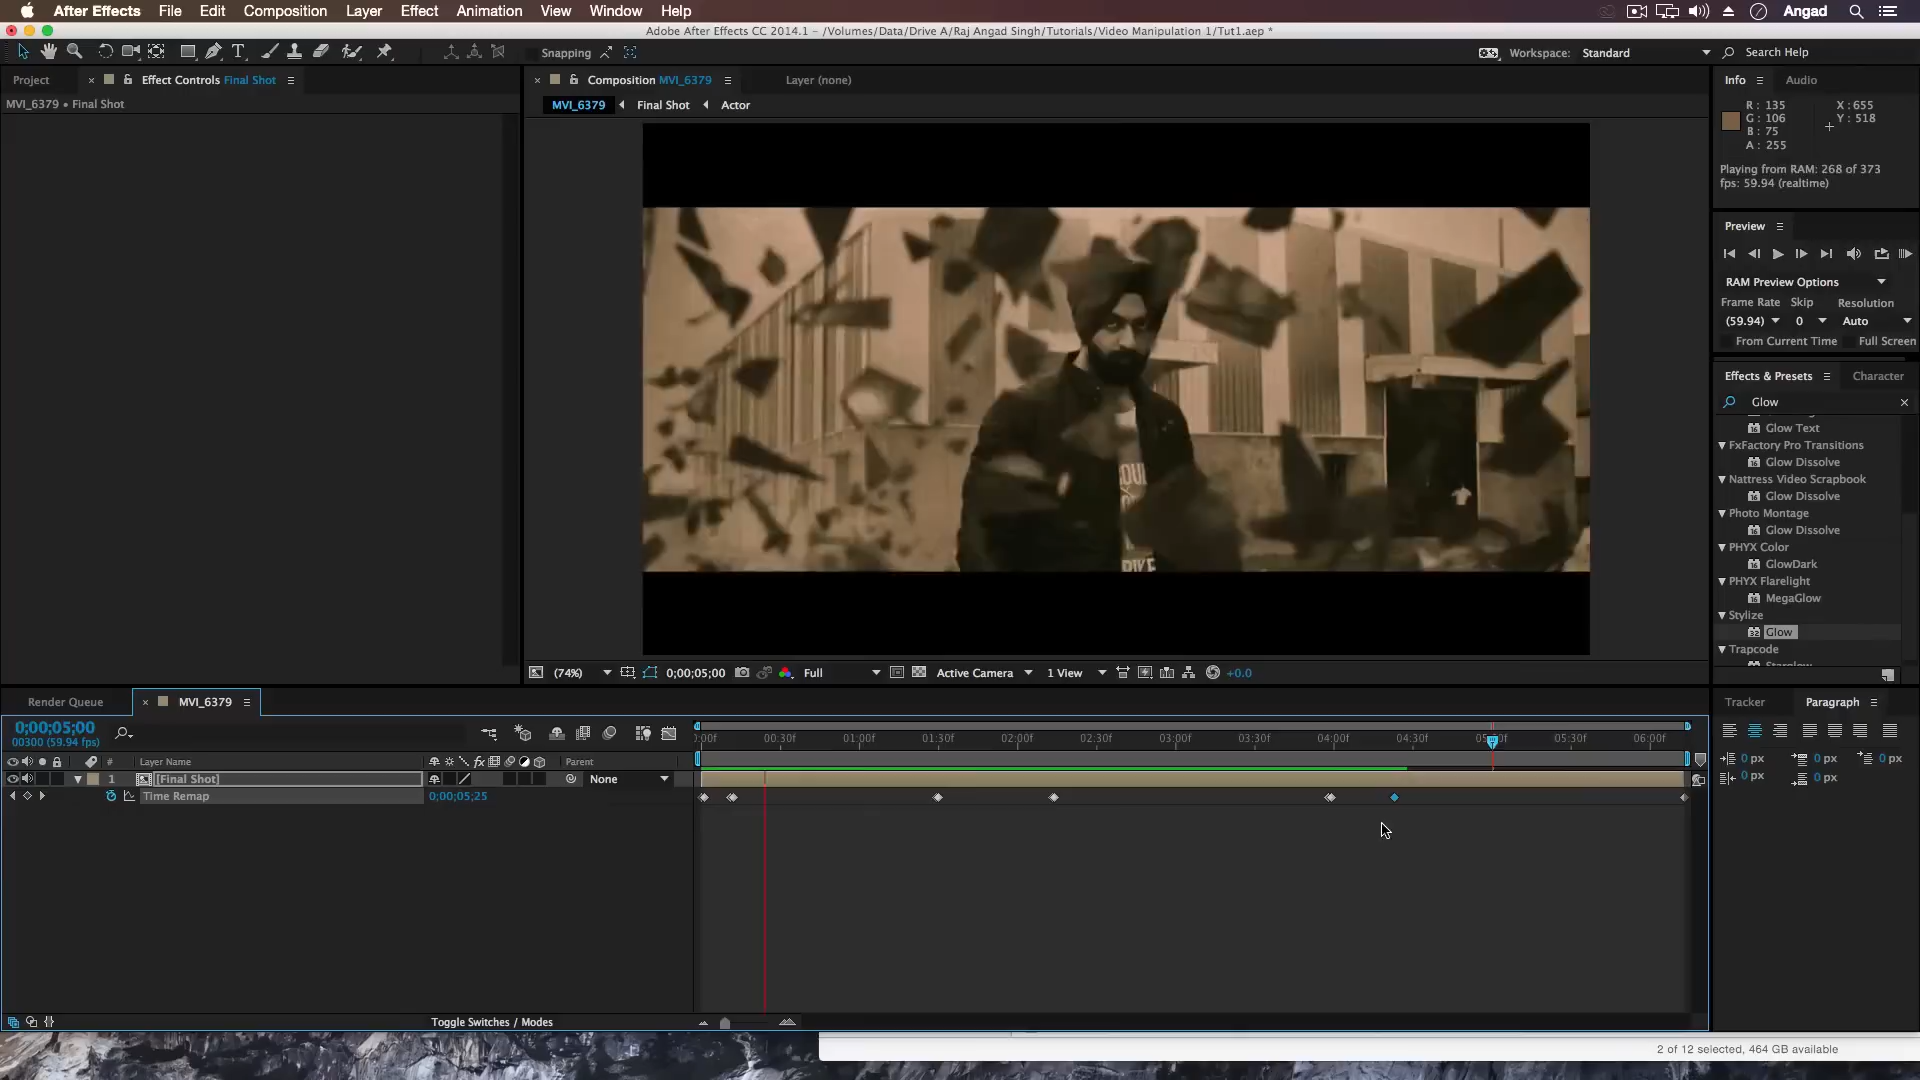 After Effects File Edit Composition Layer Effect Animation View Window Help Angad
Adobe After Effects CC 2014.1 - /Volumes/Data/Drive A/Raj Angad Singh/Tutorials/Video Manipulation 1/Tut1.aep *
Snapping Workspace: Standard Search Help
Project Effect Controls Final Shot Composition MVI_6379 Layer (none) Info Audio
MVI_6379 • Final Shot MVI_6379 Final Shot Actor
R : 135 X : 655
G : 106 Y : 518
B : 75
A : 255
Playing from RAM: 268 of 373
fps: 59.94 (realtime)
Preview
RAM Preview Options
Frame Rate Skip Resolution
(59.94) 0 Auto
From Current Time Full Screen
Effects & Presets Character
Glow
Glow Text
FxFactory Pro Transitions
Glow Dissolve
Nattress Video Scrapbook
Glow Dissolve
Photo Montage
Glow Dissolve
PHYX Color
GlowDark
PHYX Flarelight
MegaGlow
Stylize
Glow
Trapcode
(74%) 0;00;05;00 Full Active Camera 1 View +0.0
Render Queue MVI_6379 Tracker Paragraph
0;00;05;00
00300 (59.94 fps)
00:30f 01:00f 01:30f 02:00f 02:30f 03:00f 03:30f 04:00f 04:30f 05:30f 06:00f
# Layer Name Parent
1 [Final Shot] None
Time Remap 0;00;05;25
0 px 0 px 0 px
0 px 0 px
Toggle Switches / Modes
2 of 12 selected, 464 GB available